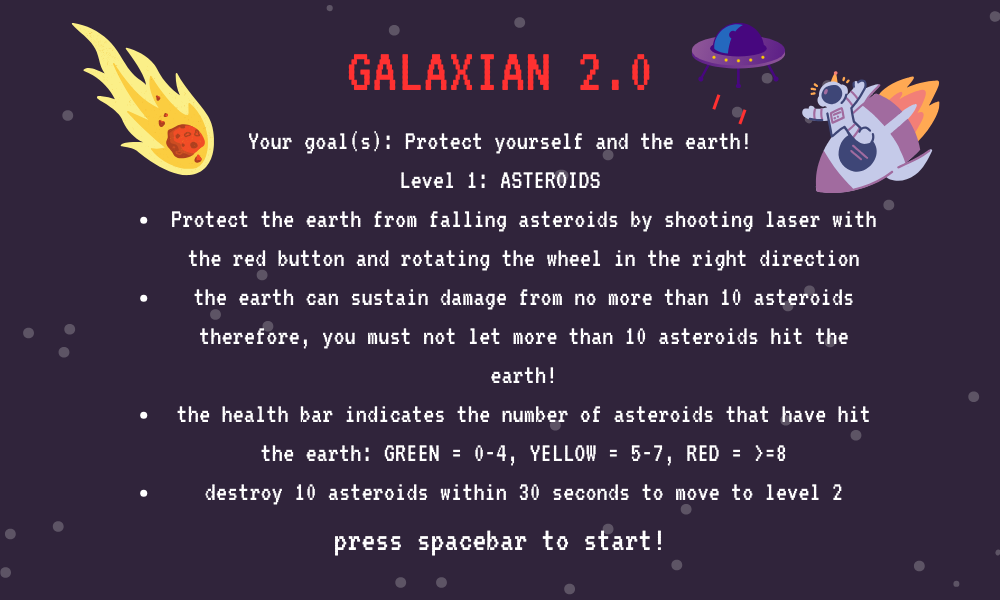 GALAXIAN 2.0
Your goal(s): Protect yourself and the earth!
Level 1: ASTEROIDS
• Protect the earth from falling asteroids by shooting laser with
the red button and rotating the wheel in the right direction
• the earth can sustain damage from no more than 10 asteroids
therefore, you must not let more than 10 asteroids hit the
earth!
• the health bar indicates the number of asteroids that have hit
the earth: GREEN = 0-4, YELLOW = 5-7, RED = >=8
• destroy 10 asteroids within 30 seconds to move to level 2
press spacebar to start!